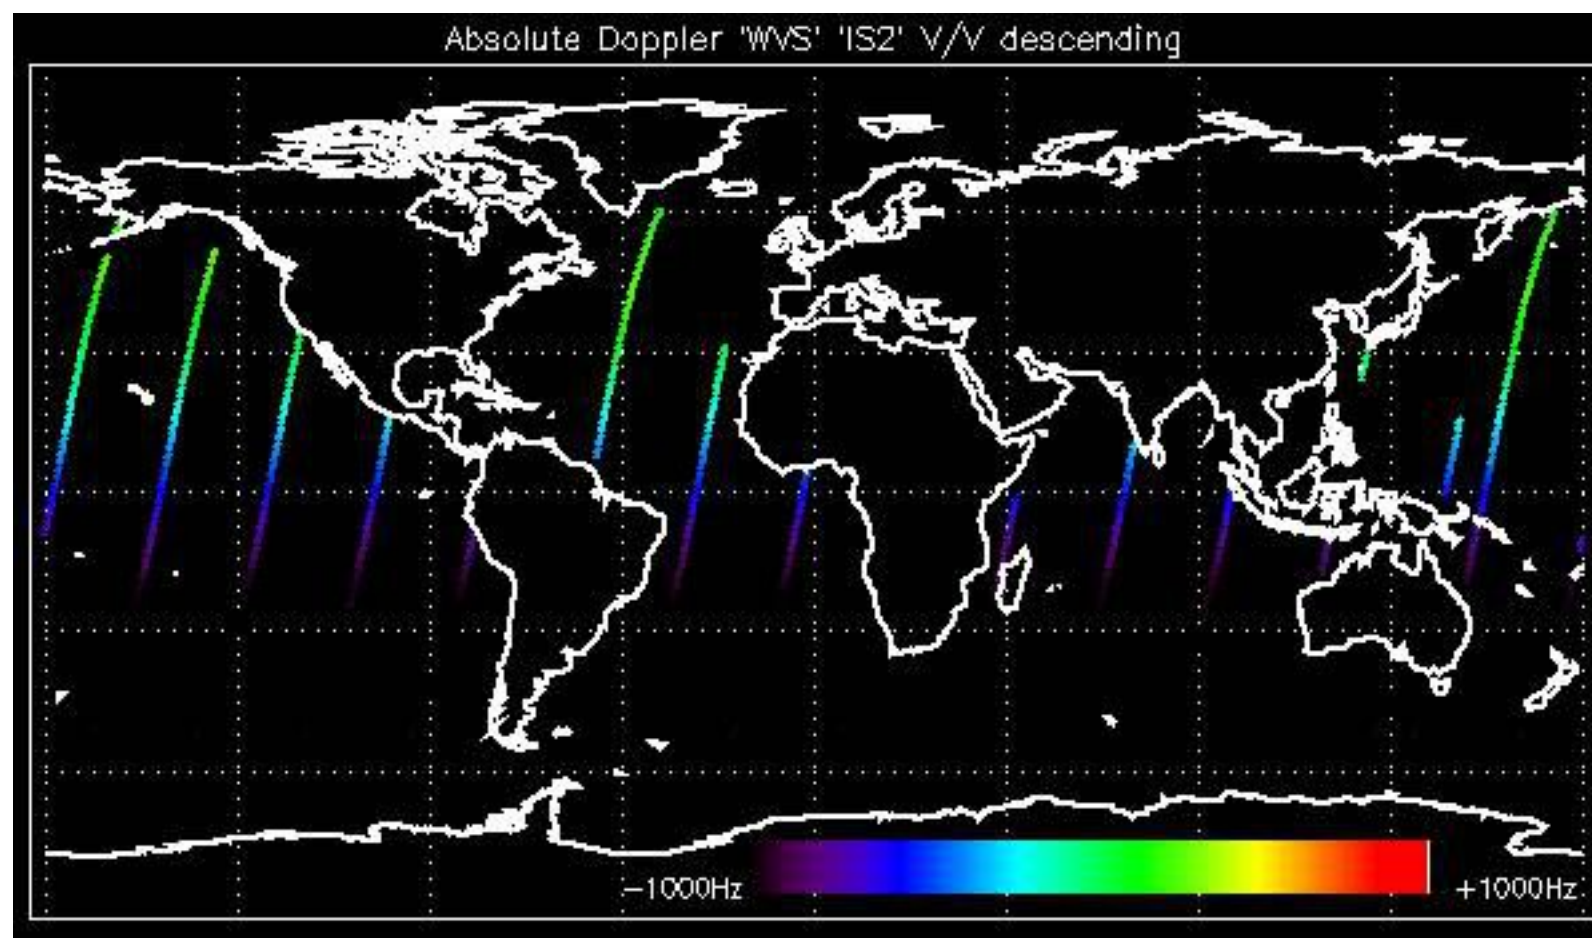 Absolute Doppler 'WVS' 'IS2' V/V descending
−1000Hz +1000Hz